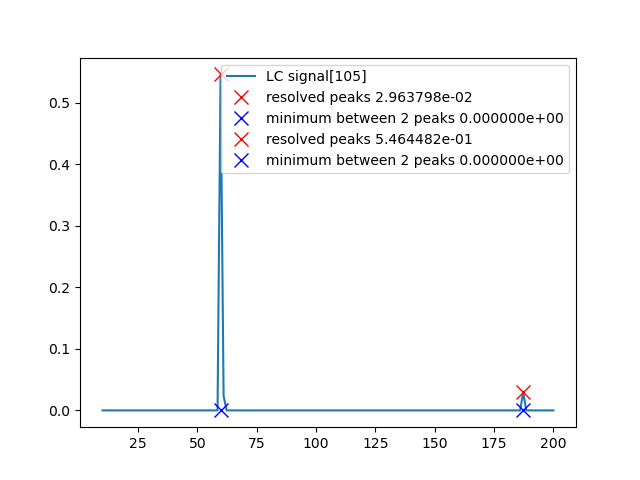 LC signal[105]
resolved peaks 2.963798e-02
minimum between 2 peaks 0.000000e+00
resolved peaks 5.464482e-01
minimum between 2 peaks 0.000000e+00
0.5
0.4
0.3
0.2
0.1
0.0
25 50 75 100 125 150 175 200